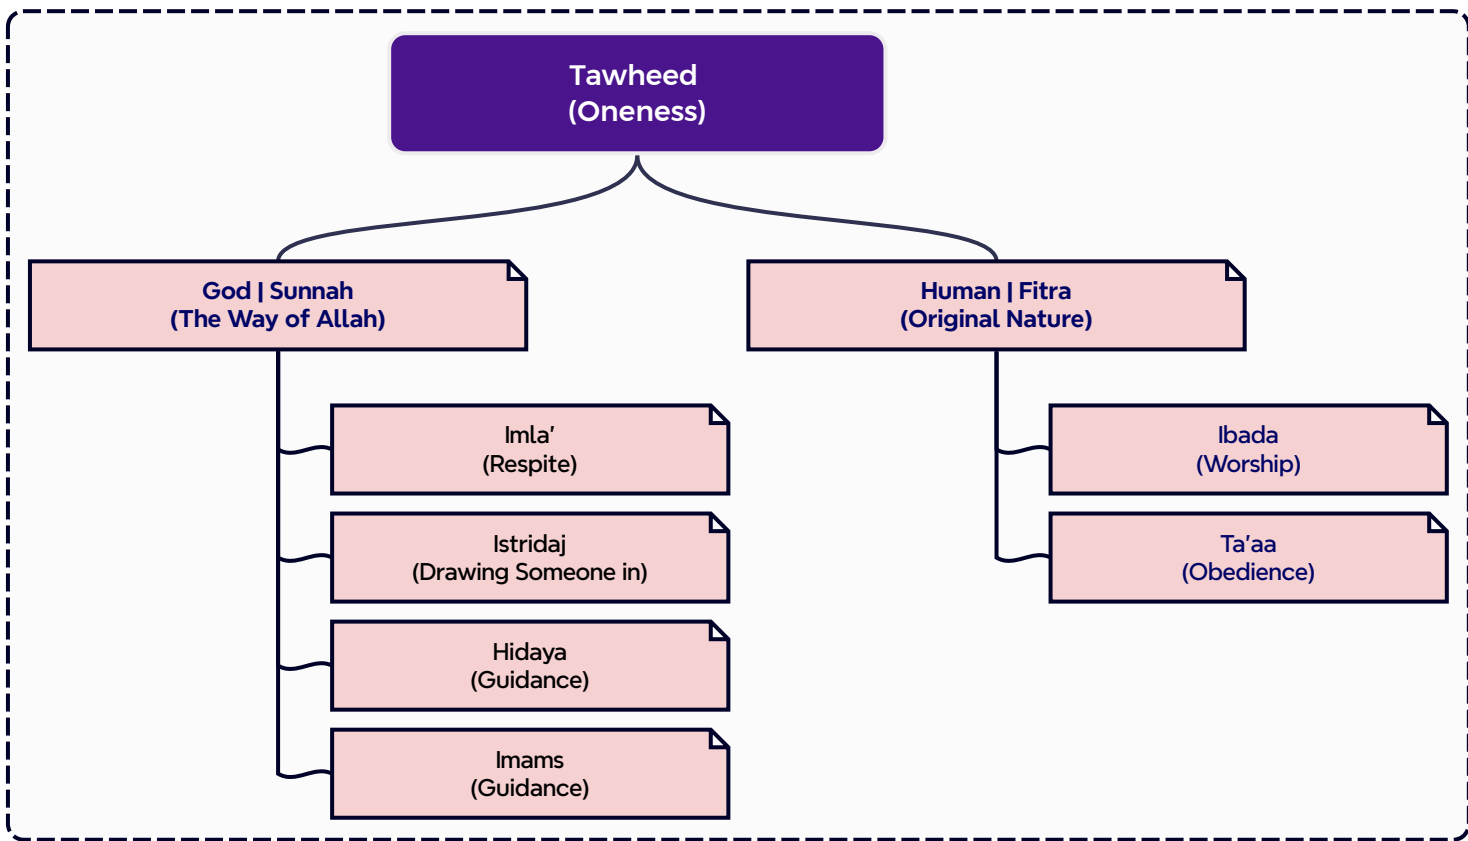 Tawheed
(Oneness)
God | Sunnah
(The Way of Allah)
Human | Fitra
(Original Nature)
Imla’
(Respite)
Istridaj
(Drawing Someone in)
Hidaya
(Guidance)
Imams
(Guidance)
Ibada
(Worship)
Ta’aa
(Obedience)